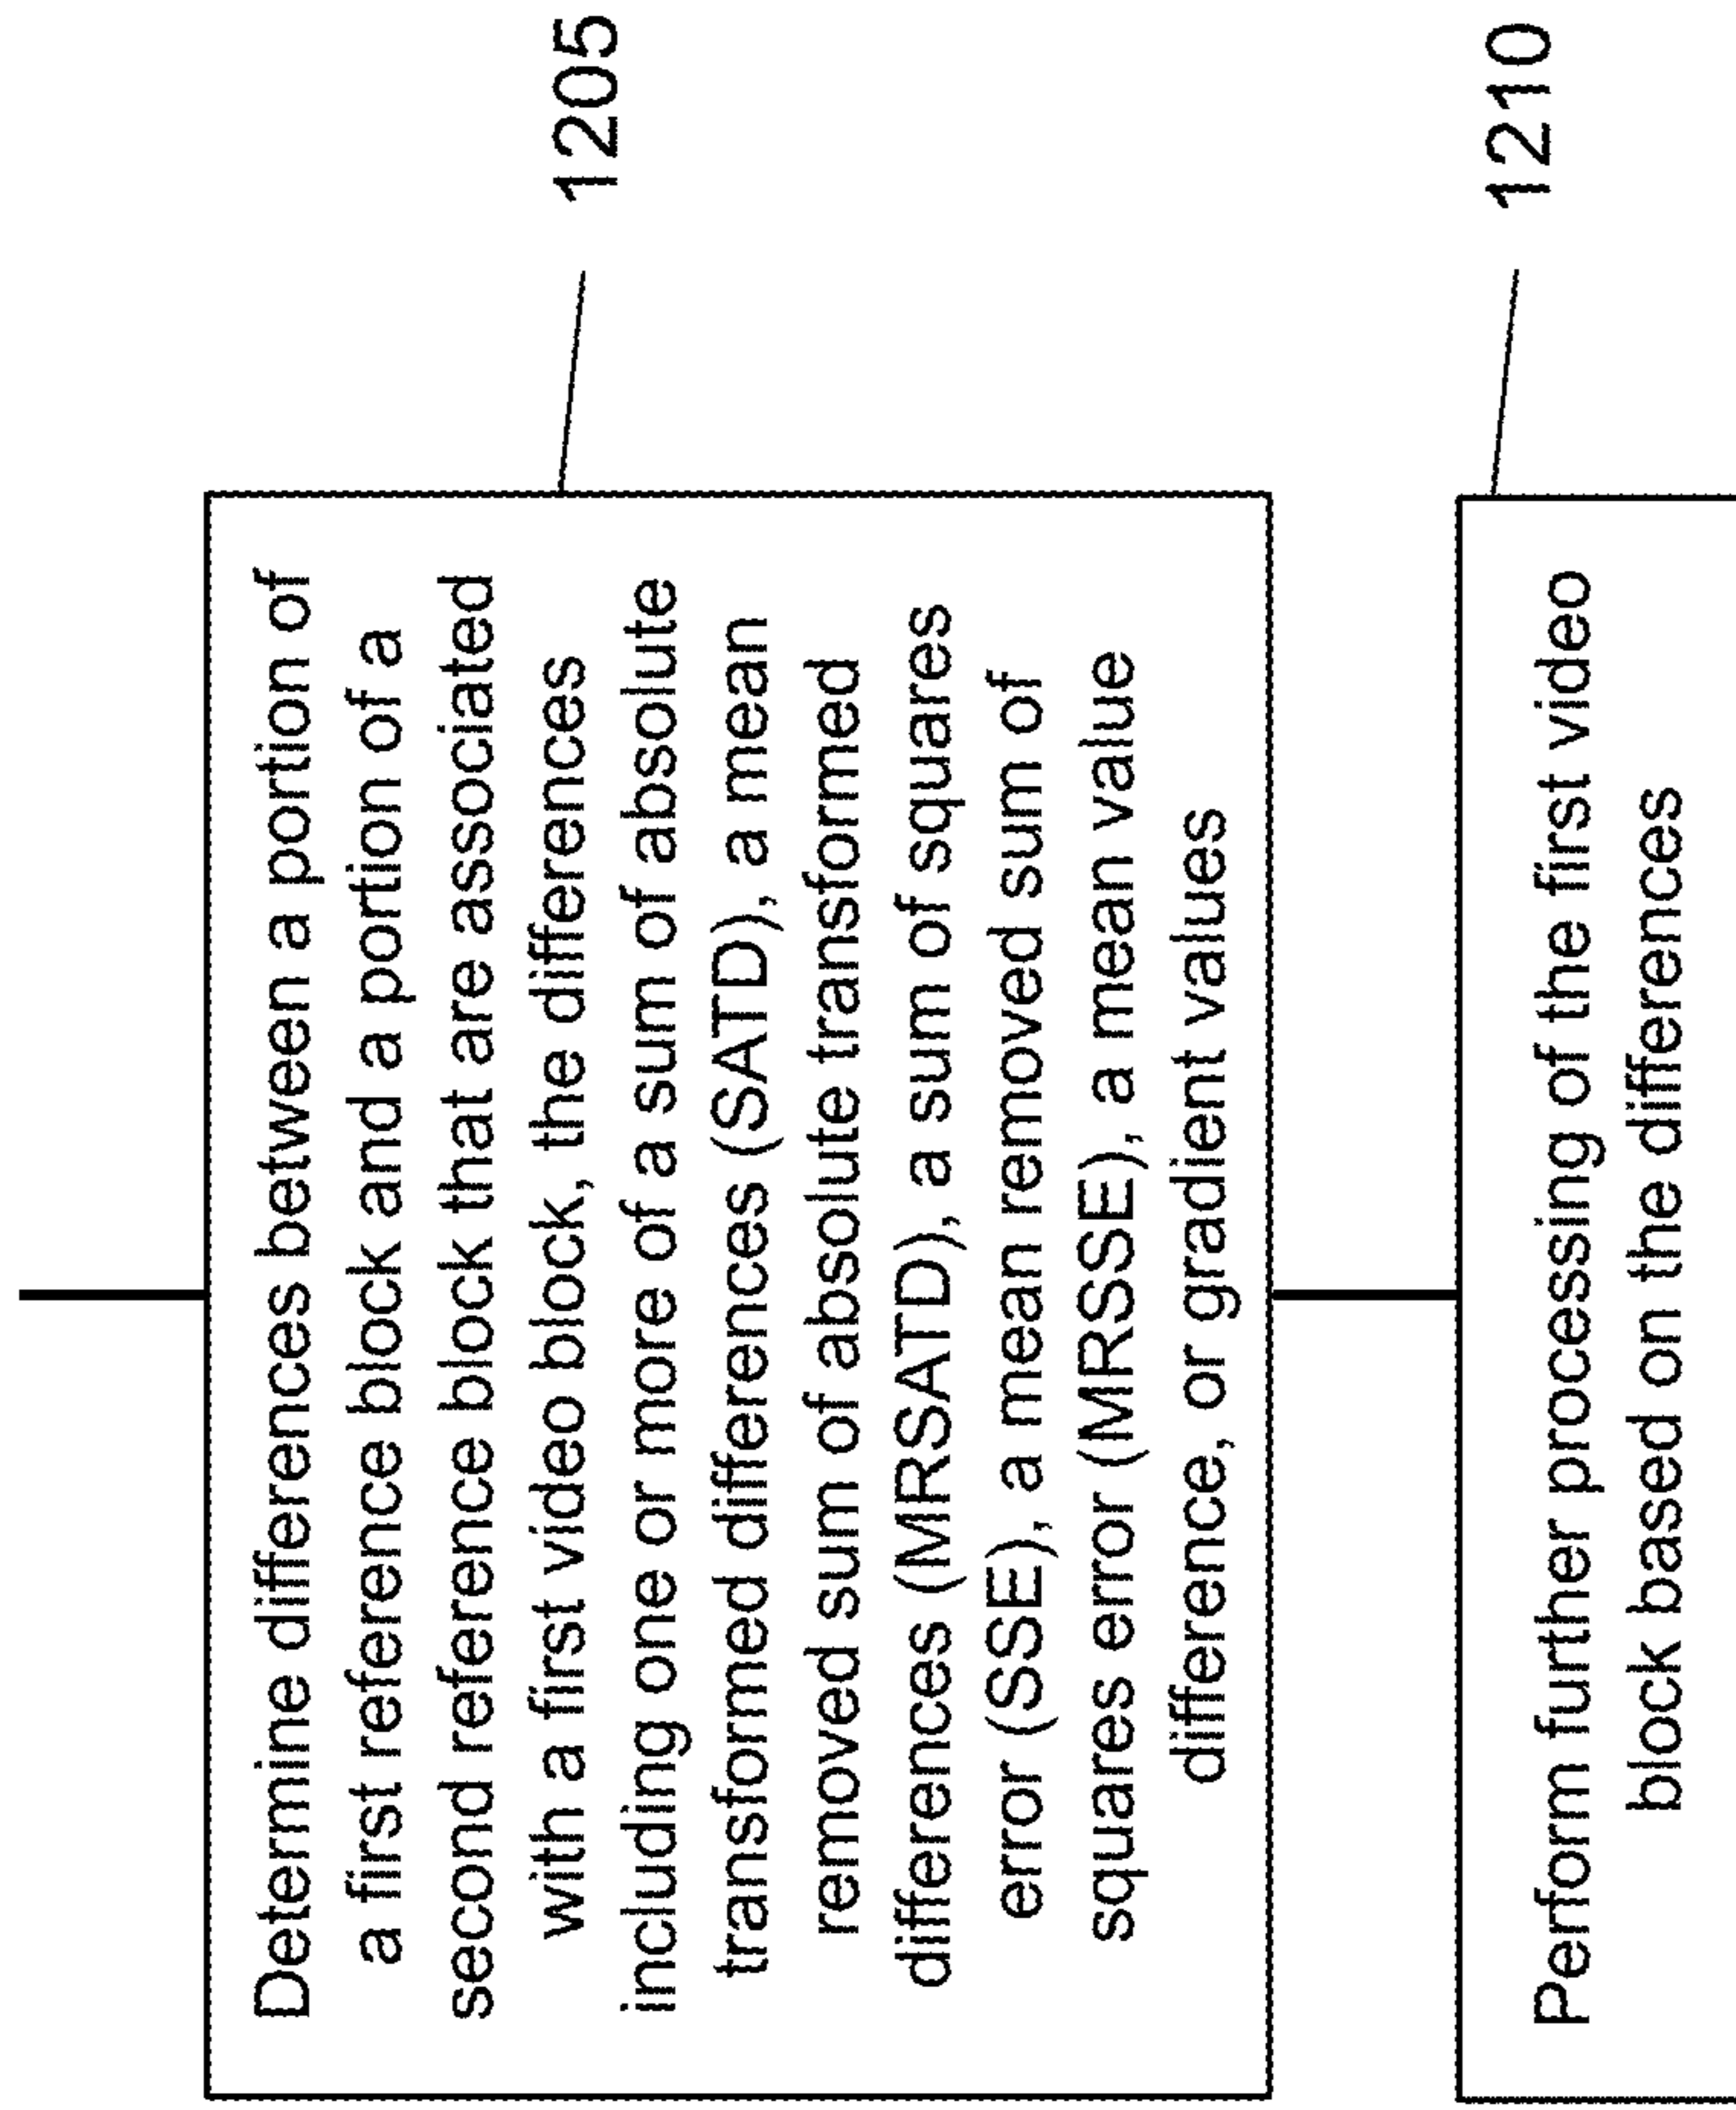 Determine differences between a portion of
a first reference block and a portion of a
second reference block that are associated
with a first video block, the differences
including one or more of a sum of absolute
transformed differences (SATD), a mean
removed sum of absolute transformed
differences (MRSATD), a sum of squares
error (SSE), a mean removed sum of
squares error (MRSSE), a mean value
difference, or gradient values
1205
Perform further processing of the first video
block based on the differences
1210